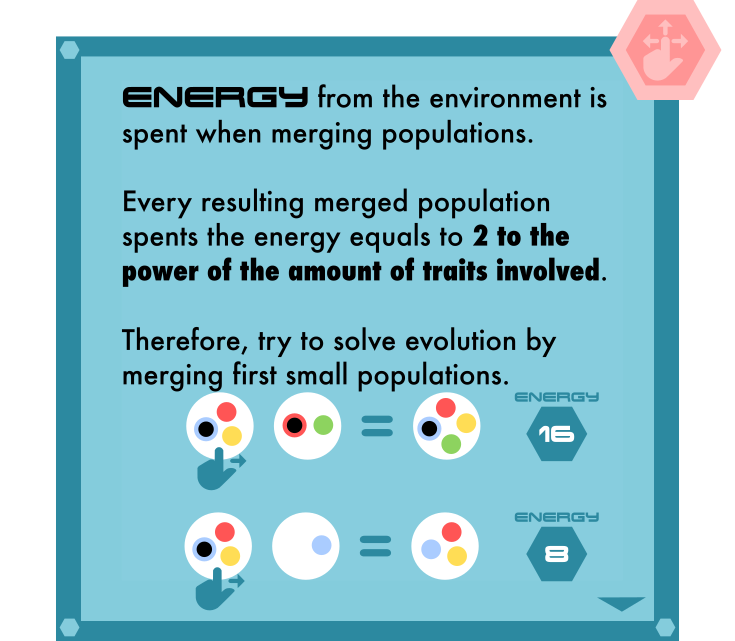 ENERGY from the environment is
spent when merging populations.
Every resulting merged population
spents the energy equals to 2 to the
power of the amount of traits involved.
Therefore, try to solve evolution by
merging first small populations.
ENERGY
=
16
ENERGY
=
8